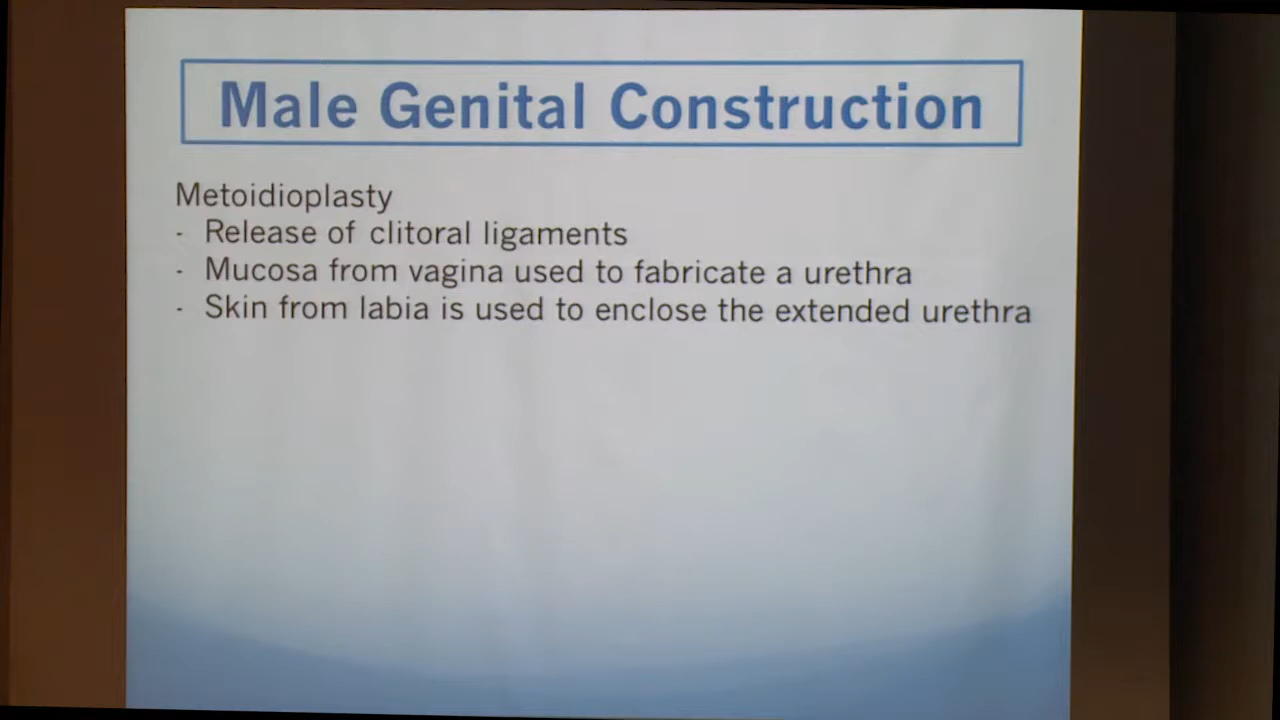 Male Genital Construction
Metoidioplasty
- Release of clitoral ligaments
- Mucosa from vagina used to fabricate a urethra
- Skin from labia is used to enclose the extended urethra